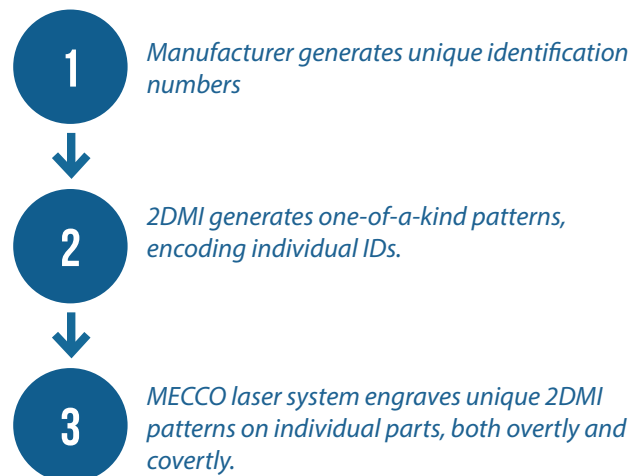 1
Manufacturer generates unique identification
numbers
2
2DMI generates one-of-a-kind patterns,
encoding individual IDs.
3
MECCO laser system engraves unique 2DMI
patterns on individual parts, both overtly and
covertly.